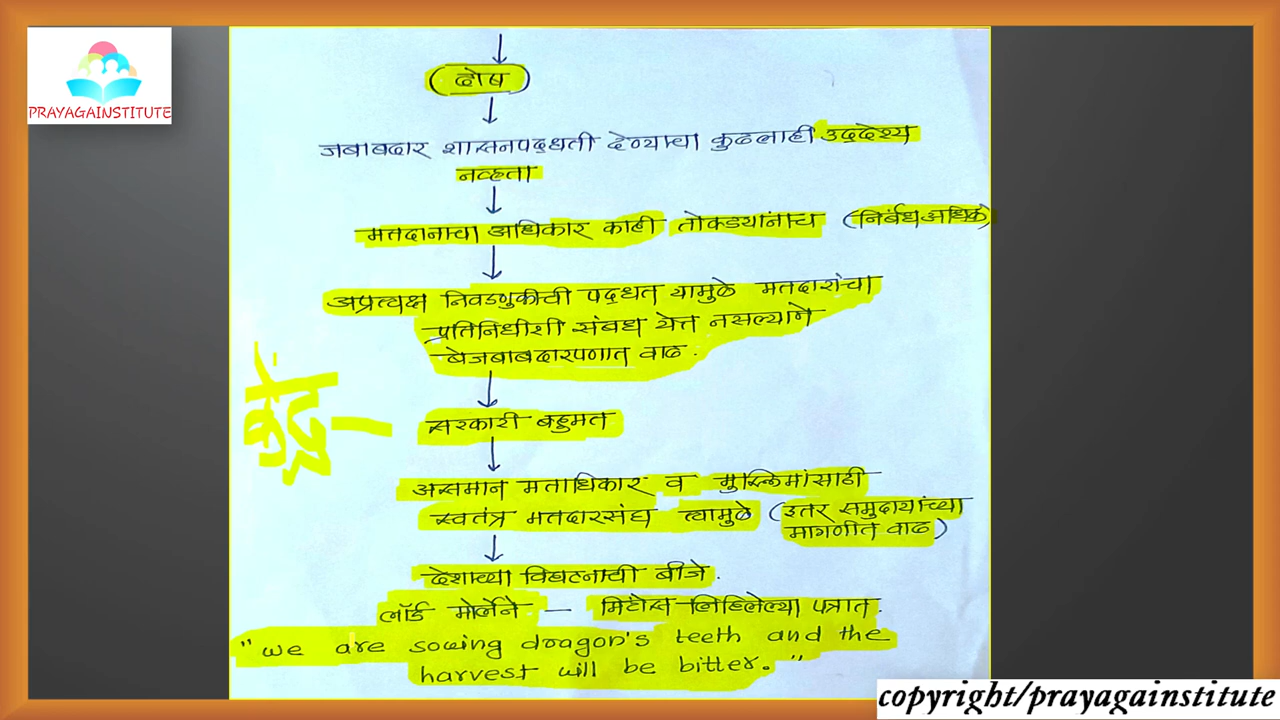 PRAYAGAINSTITUTE
(दोष)
जबाबदार शासनपद्धती देण्याचा कुठलाही उद्देश्य
नव्हता
मतदानाचा अधिकार काही तोकड्यांनाच (निर्बंध अधिक)
अप्रत्यक्ष निवडणुकीची पद्धत यामुळे मतदारांचा
प्रतिनिधीशी संबंध येत नसल्याने
बेजबाबदारपणात वाढ.
केंद्र
सरकारी बहुमत
असमान मताधिकार व मुस्लिमांसाठी
स्वतंत्र मतदारसंघ त्यामुळे (इतर समुदायांच्या
मागणीत वाढ)
देशाच्या विघटनाची बीजे.
लॉर्ड मोर्लेने – मिंटोस लिहिलेल्या पत्रात.
"we are sowing dragon's teeth and the
harvest will be bitter."
copyright/prayagainstitute